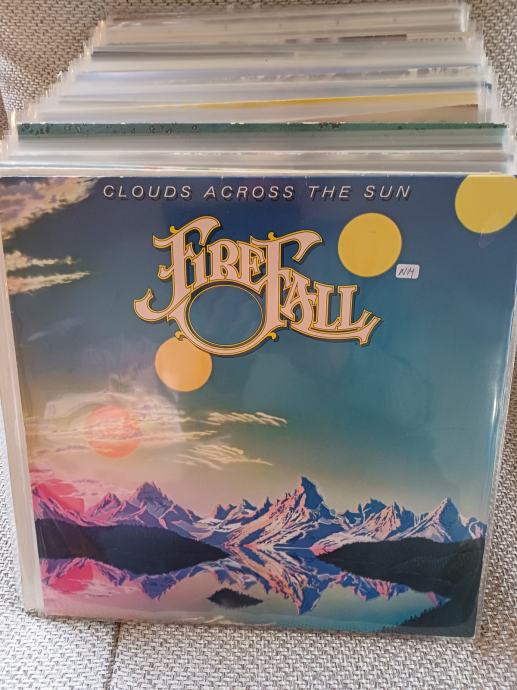 CLOUDS ACROSS THE SUN
FIREFALL
NM